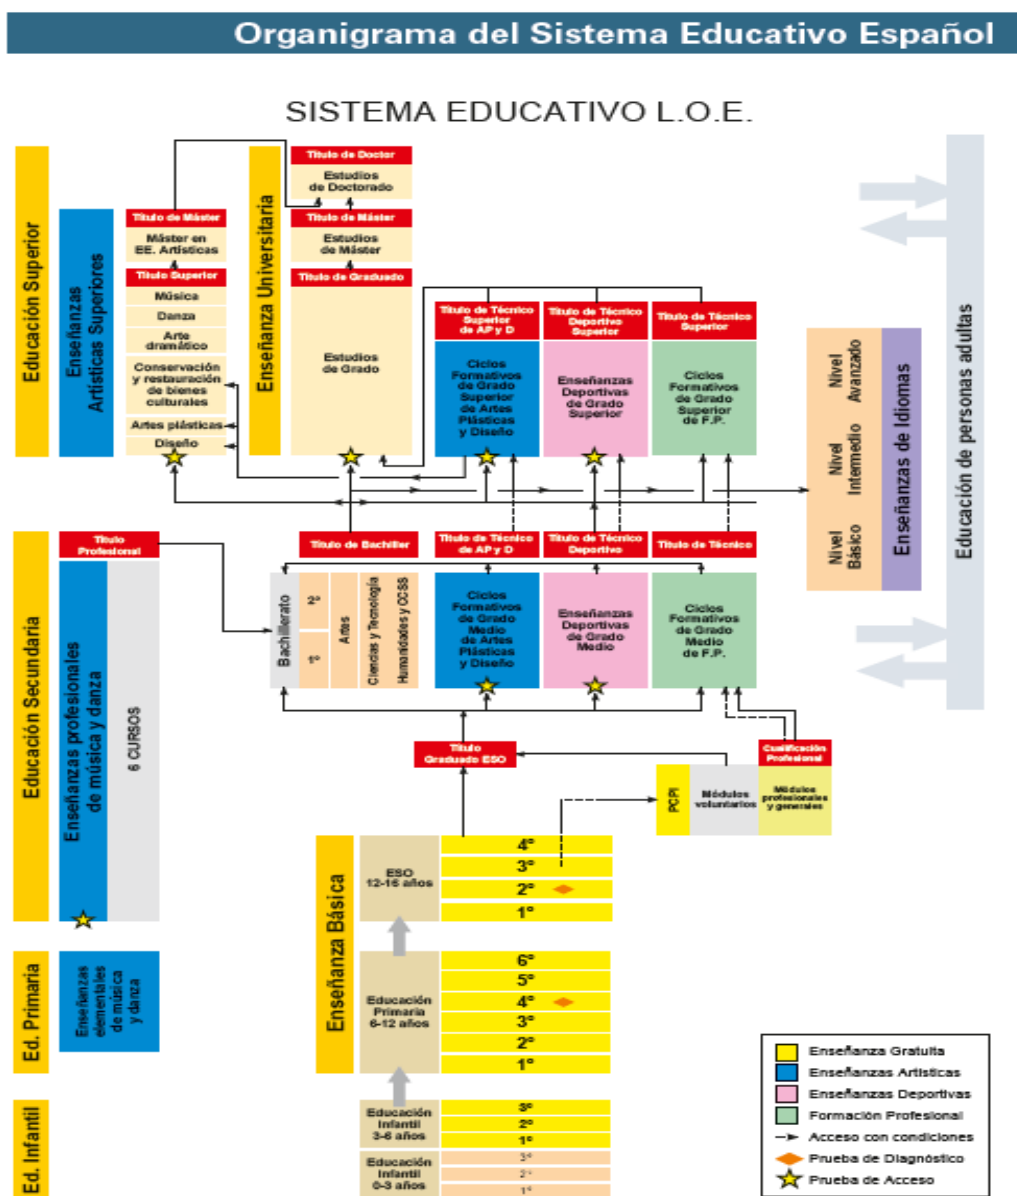 Organigrama del Sistema Educativo Español
SISTEMA EDUCATIVO L.O.E.
Educación Superior
Enseñanzas
Artísticas Superiores
Título de Máster
Máster en
EE. Artísticas
Título Superior
Música
Danza
Arte
dramático
Conservación
y restauración
de bienes
culturales
Artes plásticas
Diseño
Enseñanza Universitaria
Título de Doctor
Estudios
de Doctorado
Título de Máster
Estudios
de Máster
Título de Graduado
Estudios
de Grado
Título de Técnico
Superior
de AP y D
Ciclos
Formativos
de Grado
Superior
de Artes
Plásticas
y Diseño
Título de Técnico
Deportivo
Superior
Enseñanzas
Deportivas
de Grado
Superior
Título de Técnico
Superior
Ciclos
Formativos
de Grado
Superior
de F.P.
Nivel
Avanzado
Nivel
Intermedio
Nivel
Básico
Enseñanzas de Idiomas
Educación de personas adultas
Educación Secundaria
Título
Profesional
Enseñanzas profesionales
de música y danza
6 CURSOS
Título de Bachiller
Bachillerato
2º
1º
Artes
Ciencias y Tecnología
Humanidades y CCSS
Título de Técnico
de AP y D
Ciclos
Formativos
de Grado
Medio
de Artes
Plásticas
y Diseño
Título de Técnico
Deportivo
Enseñanzas
Deportivas
de Grado
Medio
Título de Técnico
Ciclos
Formativos
de Grado
Medio
de F.P.
Título
Graduado ESO
Cualificación
Profesional
PCPI
Módulos
voluntarios
Módulos
profesionales
y generales
Enseñanza Básica
ESO
12-16 años
4º
3º
2º
1º
Ed. Primaria
Enseñanzas
elementales
de música
y danza
Educación
Primaria
6-12 años
6º
5º
4º
3º
2º
1º
Ed. Infantil
Educación
Infantil
3-6 años
3º
2º
1º
Educación
Infantil
0-3 años
3º
2º
1º
Enseñanza Gratuita
Enseñanzas Artísticas
Enseñanzas Deportivas
Formación Profesional
Acceso con condiciones
Prueba de Diagnóstico
Prueba de Acceso